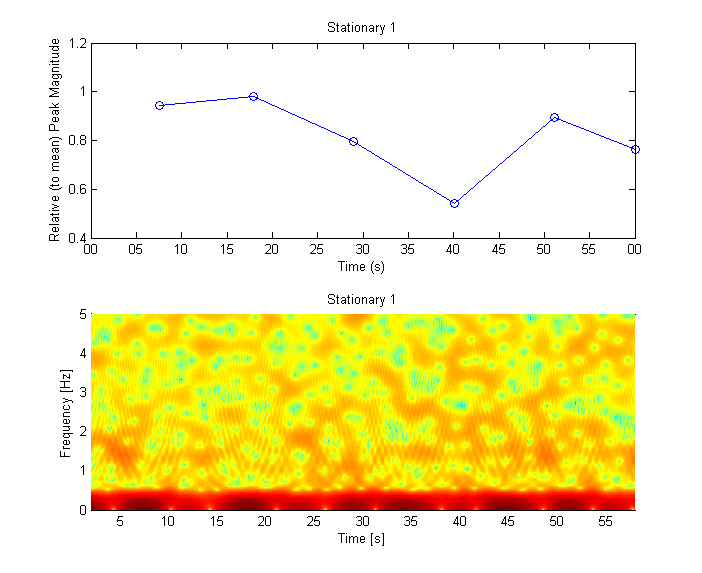 Stationary 1
Relative (to mean) Peak Magnitude
1.2
1
0.8
0.6
0.4
00 05 10 15 20 25 30 35 40 45 50 55 00
Time (s)
Stationary 1
Frequency [Hz]
5
4
3
2
1
0
5 10 15 20 25 30 35 40 45 50 55
Time [s]